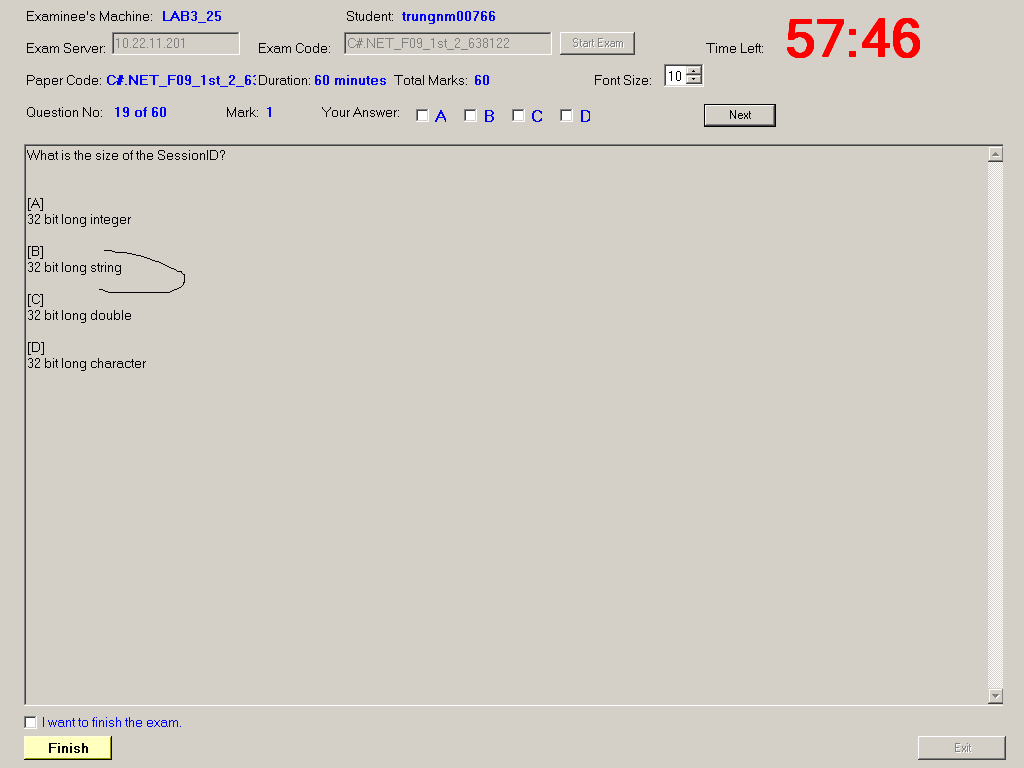 Examinee's Machine: LAB3_25 Student: trungnm00766
57:46
Exam Server: 10.22.11.201 Exam Code: C#.NET_F09_1st_2_638122 Start Exam Time Left:
Paper Code: C#.NET_F09_1st_2_63 Duration: 60 minutes Total Marks: 60 Font Size: 10
Question No: 19 of 60 Mark: 1 Your Answer: A B C D Next
What is the size of the SessionID?
[A]
32 bit long integer
[B]
32 bit long string
[C]
32 bit long double
[D]
32 bit long character
I want to finish the exam.
Finish Exit